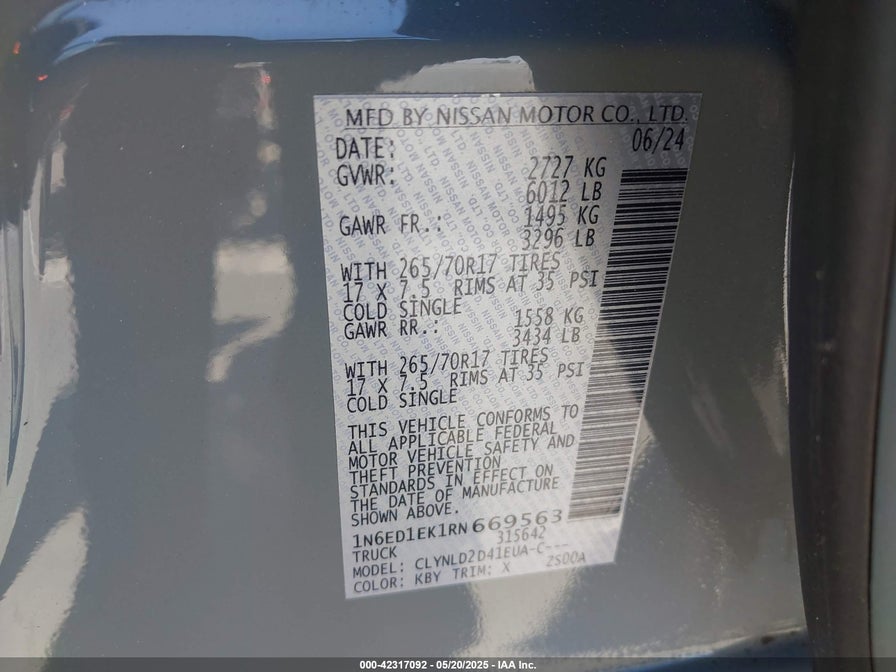 MFD BY NISSAN MOTOR CO., LTD.
DATE: 06/24
GVWR: 2727 KG
6012 LB
GAWR FR.: 1495 KG
3296 LB
WITH 265/70R17 TIRES
17 X 7.5 RIMS AT 35 PSI
COLD SINGLE
GAWR RR.: 1558 KG
3434 LB
WITH 265/70R17 TIRES
17 X 7.5 RIMS AT 35 PSI
COLD SINGLE
THIS VEHICLE CONFORMS TO
ALL APPLICABLE FEDERAL
MOTOR VEHICLE SAFETY AND
THEFT PREVENTION
STANDARDS IN EFFECT ON
THE DATE OF MANUFACTURE
SHOWN ABOVE.
1N6ED1EK1RN669563
TRUCK 315642
MODEL: CLYNLD2D41EUA-C---
COLOR: KBY TRIM: X 2S00A
000-42317092 - 05/20/2025 - IAA Inc.